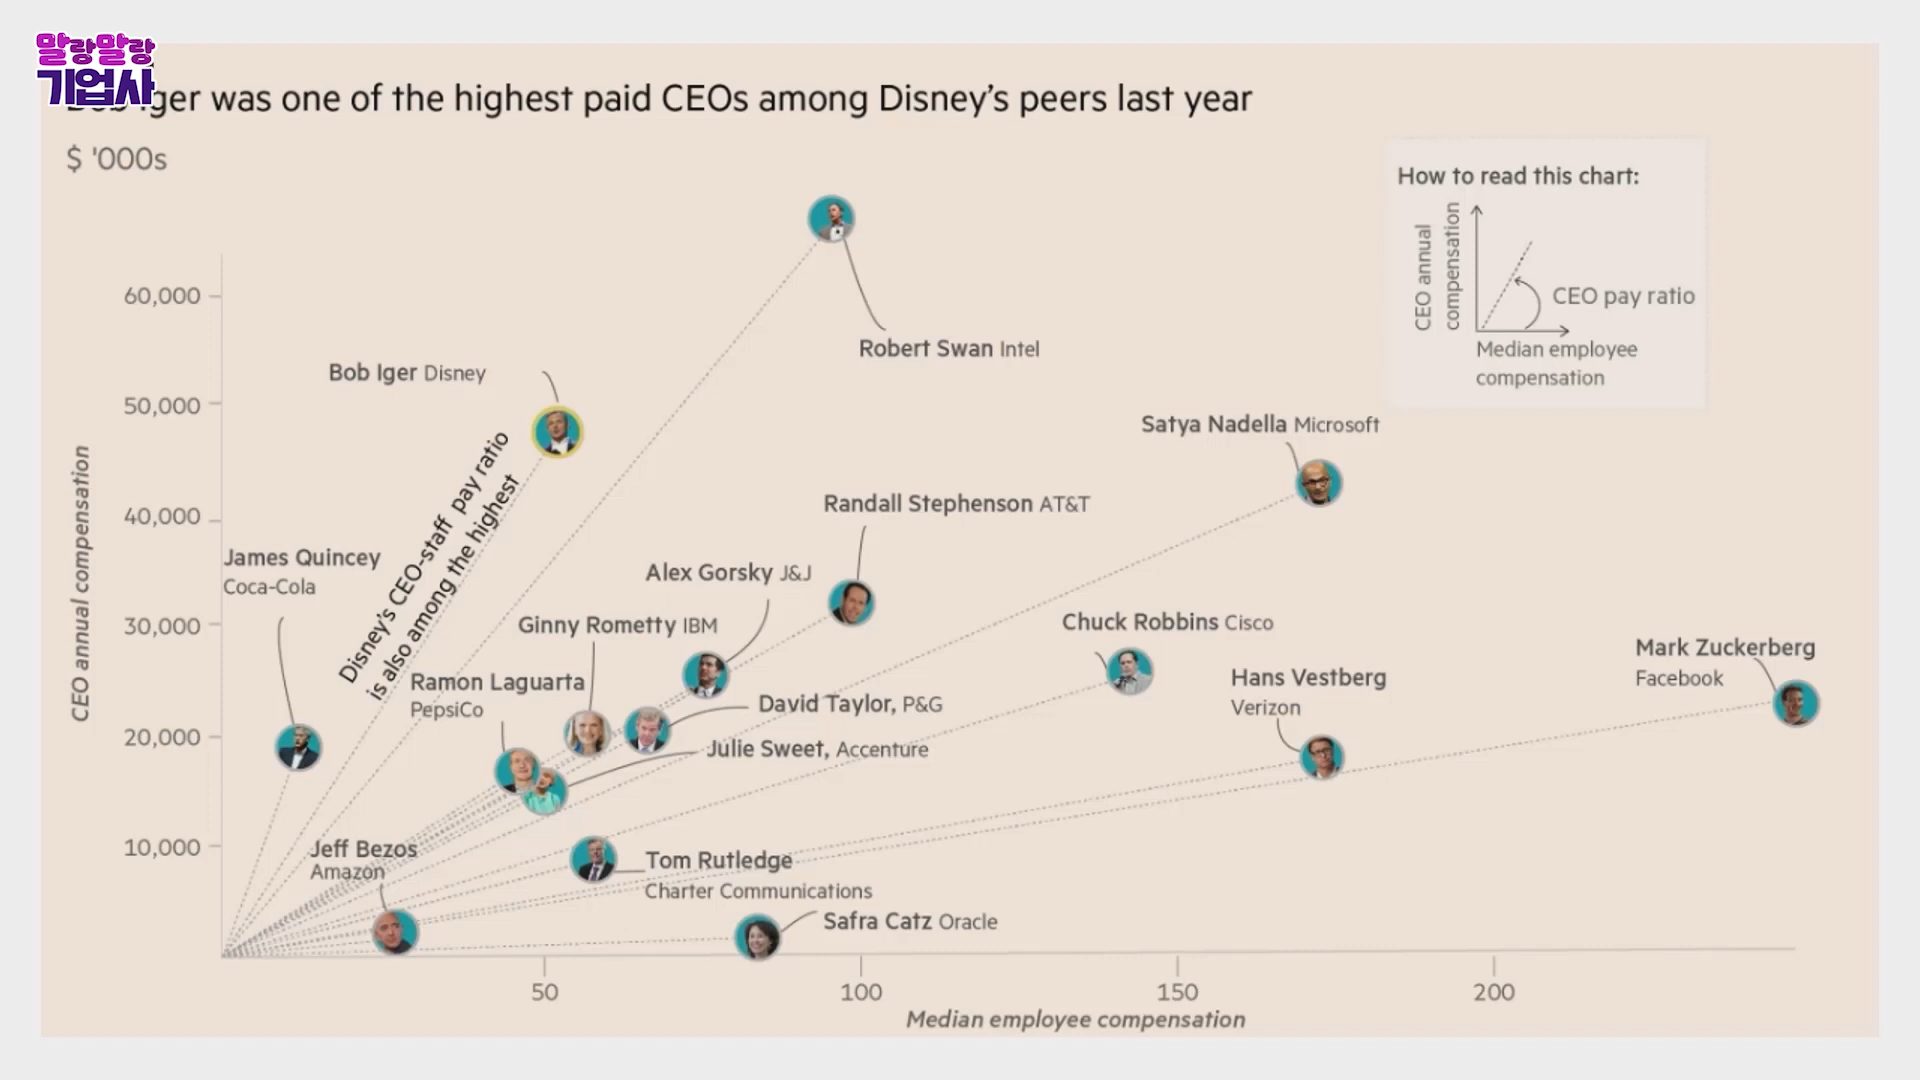 말랑말랑
기업사
Iger was one of the highest paid CEOs among Disney's peers last year
$ '000s
How to read this chart:
CEO annual
compensation
CEO pay ratio
Median employee
compensation
60,000
50,000
40,000
30,000
20,000
10,000
CEO annual compensation
Robert Swan Intel
Bob Iger Disney
Disney's CEO-staff pay ratio
is also among the highest
Satya Nadella Microsoft
Randall Stephenson AT&T
James Quincey
Coca-Cola
Alex Gorsky J&J
Ginny Rometty IBM
Chuck Robbins Cisco
Mark Zuckerberg
Facebook
Hans Vestberg
Verizon
Ramon Laguarta
PepsiCo
David Taylor, P&G
Julie Sweet, Accenture
Jeff Bezos
Amazon
Tom Rutledge
Charter Communications
Safra Catz Oracle
50
100
150
200
Median employee compensation